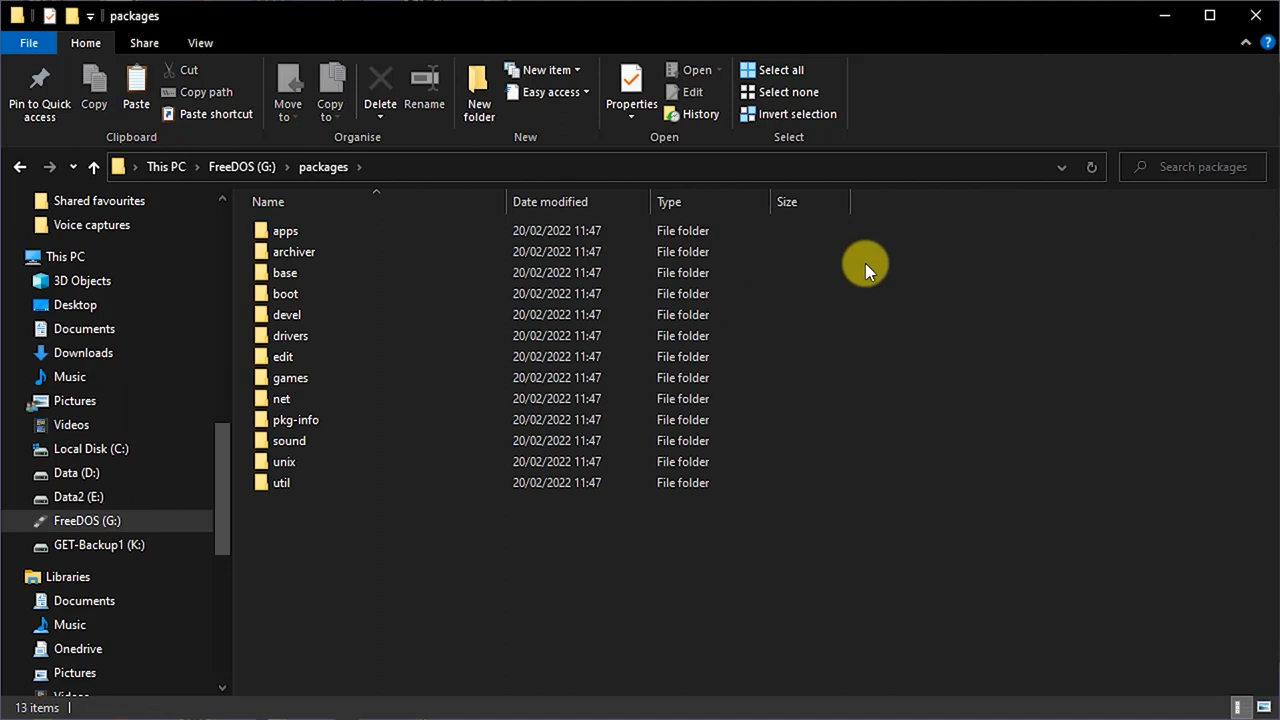 packages
File Home Share View
Pin to Quick access
Copy
Paste
Cut
Copy path
Paste shortcut
Clipboard
Move to
Copy to
Delete
Rename
Organise
New folder
New item
Easy access
New
Properties
Open
Edit
History
Open
Select all
Select none
Invert selection
Select
This PC FreeDOS (G:) packages
Search packages
Shared favourites
Voice captures
This PC
3D Objects
Desktop
Documents
Downloads
Music
Pictures
Videos
Local Disk (C:)
Data (D:)
Data2 (E:)
FreeDOS (G:)
GET-Backup1 (K:)
Libraries
Documents
Music
Onedrive
Pictures
Name Date modified Type Size
apps 20/02/2022 11:47 File folder
archiver 20/02/2022 11:47 File folder
base 20/02/2022 11:47 File folder
boot 20/02/2022 11:47 File folder
devel 20/02/2022 11:47 File folder
drivers 20/02/2022 11:47 File folder
edit 20/02/2022 11:47 File folder
games 20/02/2022 11:47 File folder
net 20/02/2022 11:47 File folder
pkg-info 20/02/2022 11:47 File folder
sound 20/02/2022 11:47 File folder
unix 20/02/2022 11:47 File folder
util 20/02/2022 11:47 File folder
13 items